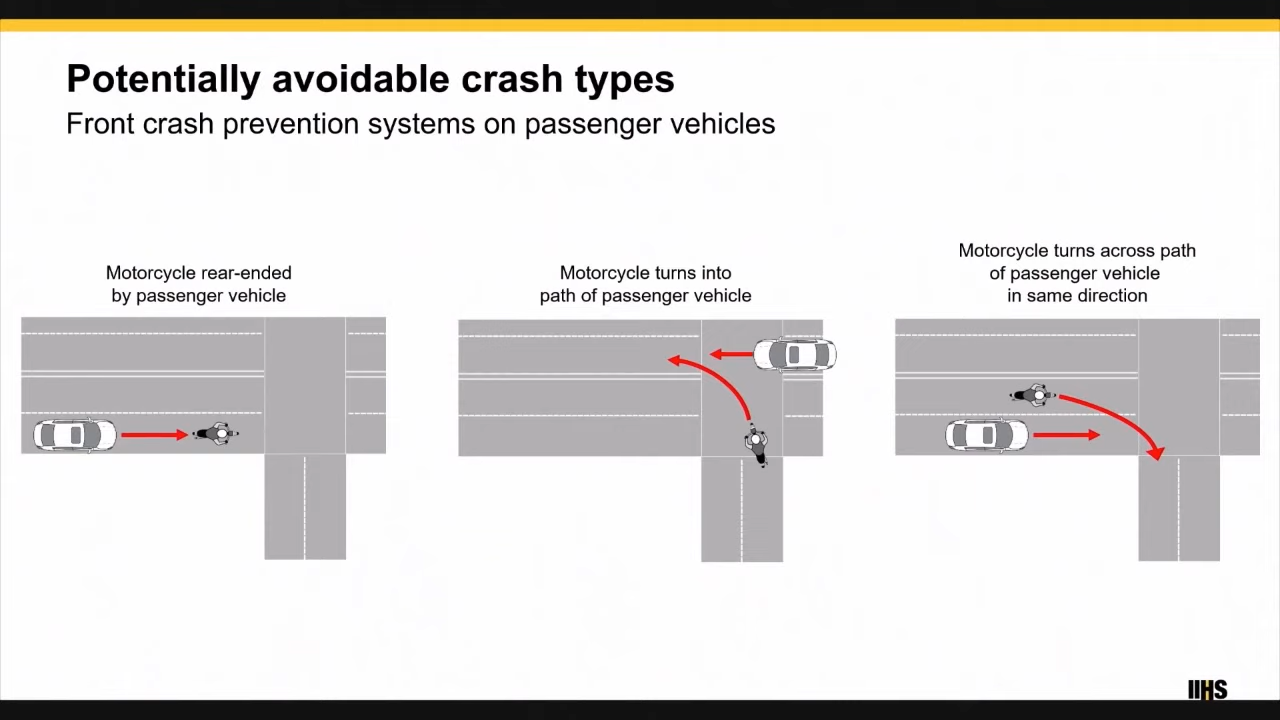 Potentially avoidable crash types
Front crash prevention systems on passenger vehicles
Motorcycle rear-ended
by passenger vehicle
Motorcycle turns into
path of passenger vehicle
Motorcycle turns across path
of passenger vehicle
in same direction
IIHS